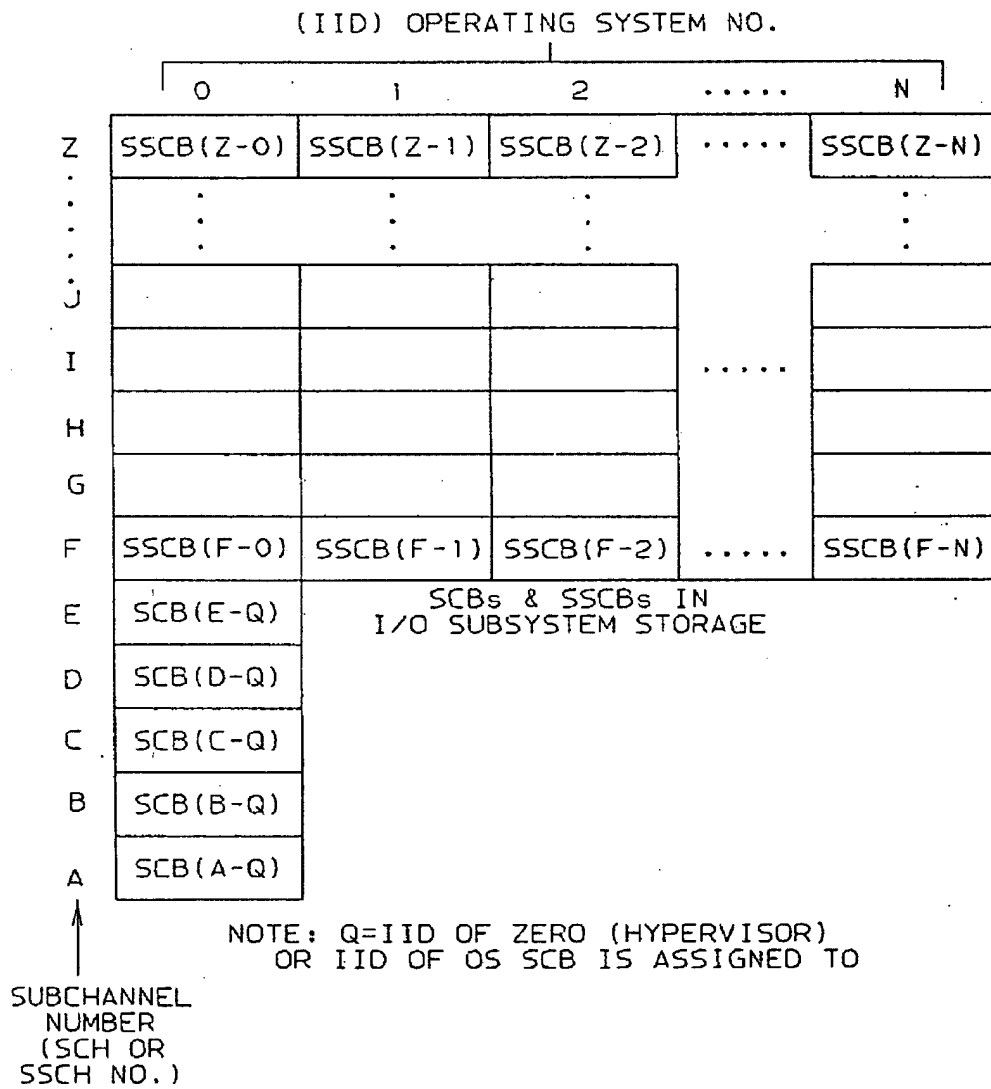 (IID) OPERATING SYSTEM NO.
0 1 2 ..... N
Z SSCB(Z-0) SSCB(Z-1) SSCB(Z-2) ..... SSCB(Z-N)
J
I .....
H
G
F SSCB(F-0) SSCB(F-1) SSCB(F-2) ..... SSCB(F-N)
E SCB(E-Q)
SCBs & SSCBs IN
I/O SUBSYSTEM STORAGE
D SCB(D-Q)
C SCB(C-Q)
B SCB(B-Q)
A SCB(A-Q)
NOTE: Q=IID OF ZERO (HYPERVISOR)
OR IID OF OS SCB IS ASSIGNED TO
SUBCHANNEL
NUMBER
(SCH OR
SSCH NO.)